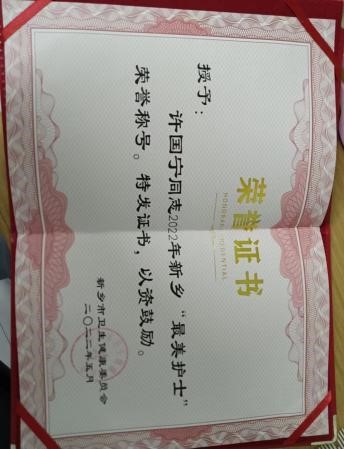 荣誉证书
HONORARY CREDENTIAL
授予：
许国宁同志2022年新乡“最美护士”
荣誉称号。特发证书，以资鼓励。
新乡市卫生健康委员会
二〇二二年五月